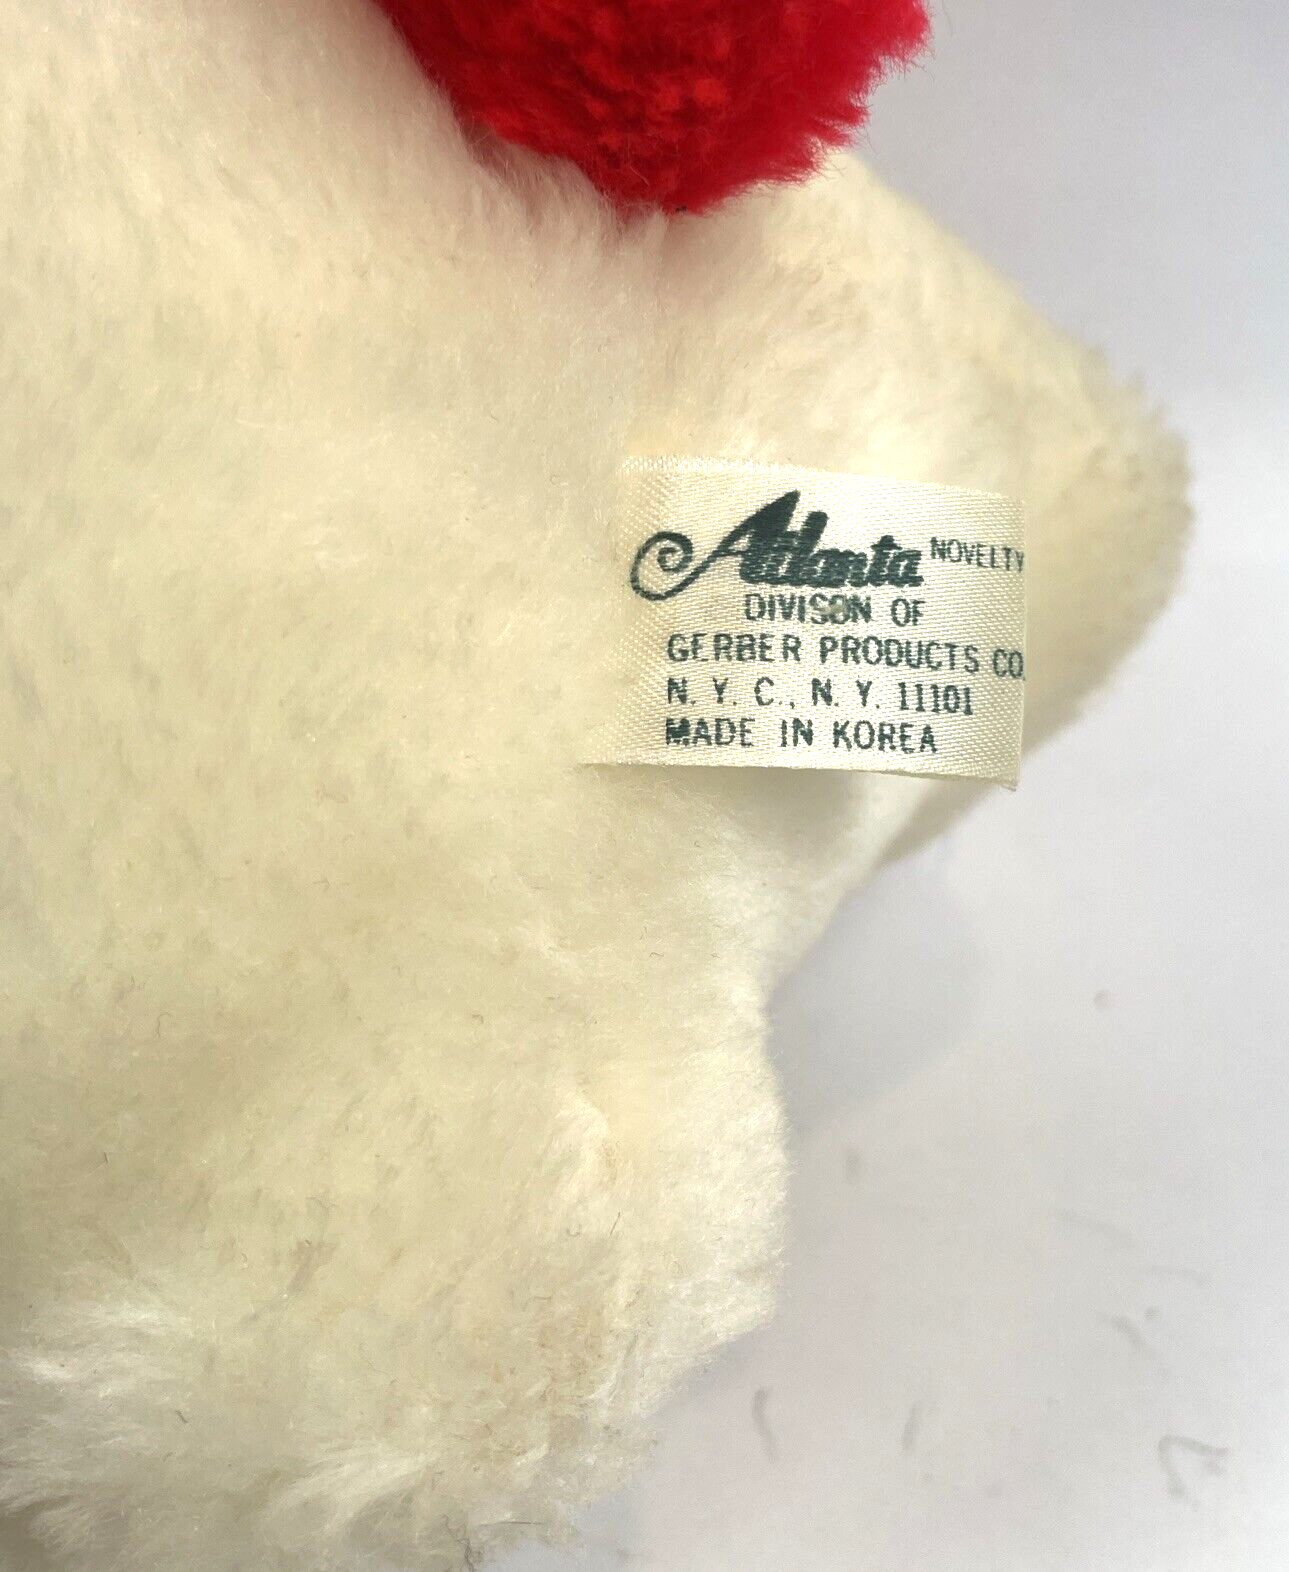 Atlanta NOVELTY
DIVISON OF
GERBER PRODUCTS CO.
N. Y. C., N. Y. 11101
MADE IN KOREA